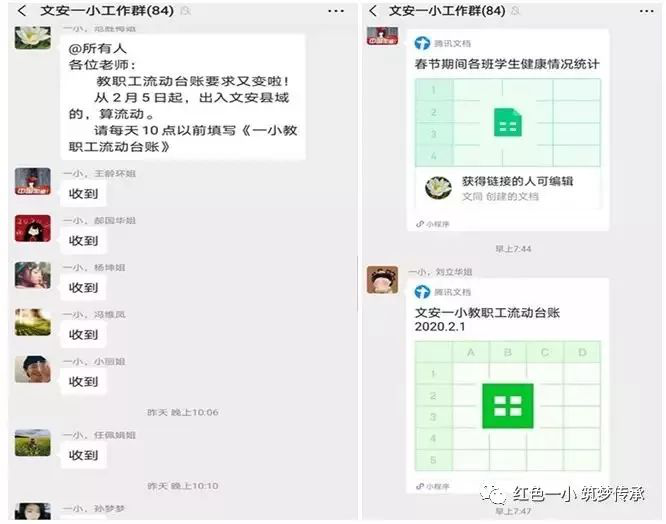 文安一小工作群(84)
一小，范胜梅姐
@所有人
各位老师：
教职工流动台账要求又变啦！
从2月5日起，出入文安县域
的，算流动。
请每天10点以前填写《一小教
职工流动台账》
一小，王龄环姐
收到
一小，郝国华姐
收到
一小，杨坤姐
收到
一小，冯维凤
收到
一小，小丽姐
收到
昨天 晚上10:06
一小，任佩娟姐
收到
昨天 晚上10:10
一小，孙梦梦
文安一小工作群(84)
腾讯文档
春节期间各班学生健康情况统计
1
2
3
4
获得链接的人可编辑
文同 创建的文档
小程序
早上7:44
一小，刘立华姐
腾讯文档
文安一小教职工流动台账
2020.2.1
A B C D
1
2
3
4
5
小程序
早上7:47
红色一小 筑梦传承